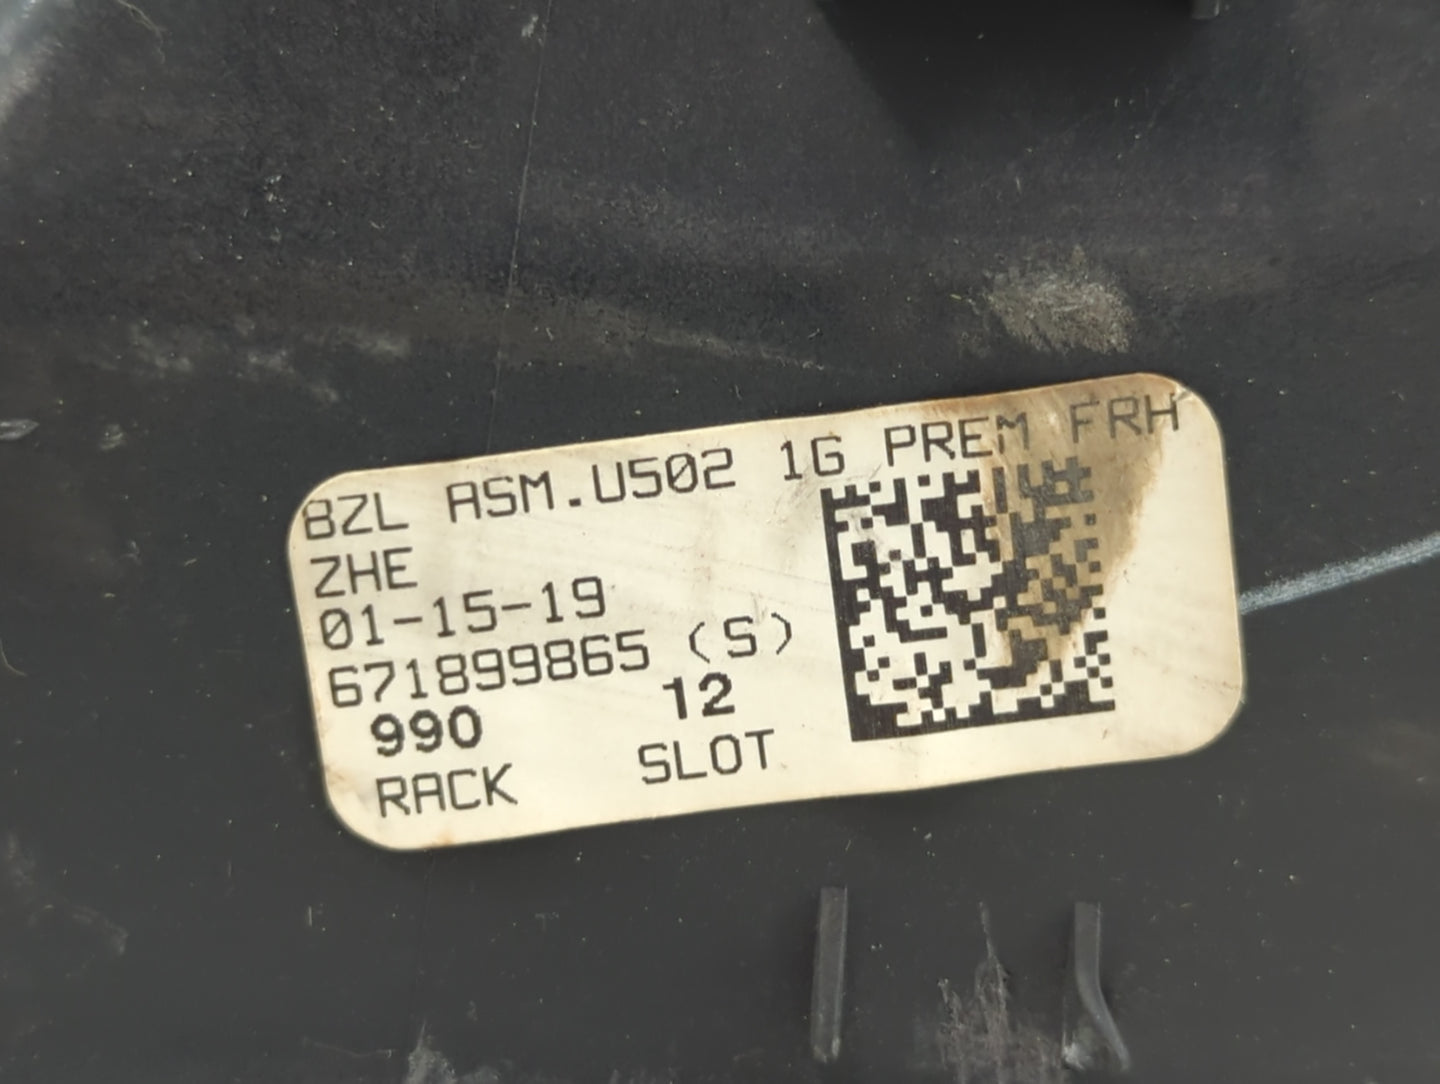 BZL ASM.U502 1G PREM FRH
ZHE
01-15-19
671899865 (S)
990 12
RACK SLOT